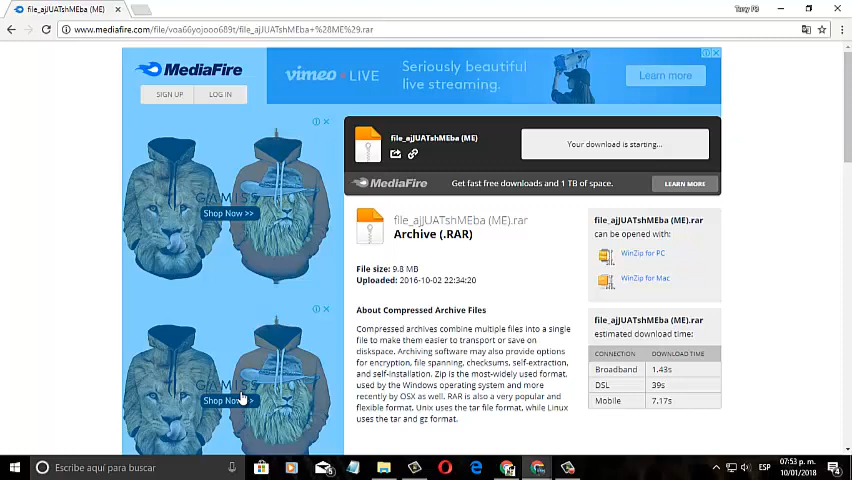 file_ajJUATshMEba (ME)
Tony PS
www.mediafire.com/file/voa66yojooo689t/file_ajJUATshMEba+%28ME%29.rar
MediaFire
SIGN UP
LOG IN
vimeo LIVE
Seriously beautiful
live streaming.
Learn more
GAMISS
Shop Now >>
GAMISS
Shop Now >>
file_ajJUATshMEba (ME)
Your download is starting...
MediaFire
Get fast free downloads and 1 TB of space.
LEARN MORE
file_ajJUATshMEba (ME).rar
Archive (.RAR)
File size: 9.8 MB
Uploaded: 2016-10-02 22:34:20
About Compressed Archive Files
Compressed archives combine multiple files into a single
file to make them easier to transport or save on
diskspace. Archiving software may also provide options
for encryption, file spanning, checksums, self-extraction,
and self-installation. Zip is the most-widely used format,
used by the Windows operating system and more
recently by OSX as well. RAR is also a very popular and
flexible format. Unix uses the tar file format, while Linux
uses the tar and gz format.
file_ajJUATshMEba (ME).rar
can be opened with:
WinZip for PC
WinZip for Mac
file_ajJUATshMEba (ME).rar
estimated download time:
CONNECTION DOWNLOAD TIME
Broadband 1.43s
DSL 39s
Mobile 7.17s
Escribe aquí para buscar
ESP
07:53 p. m.
10/01/2018